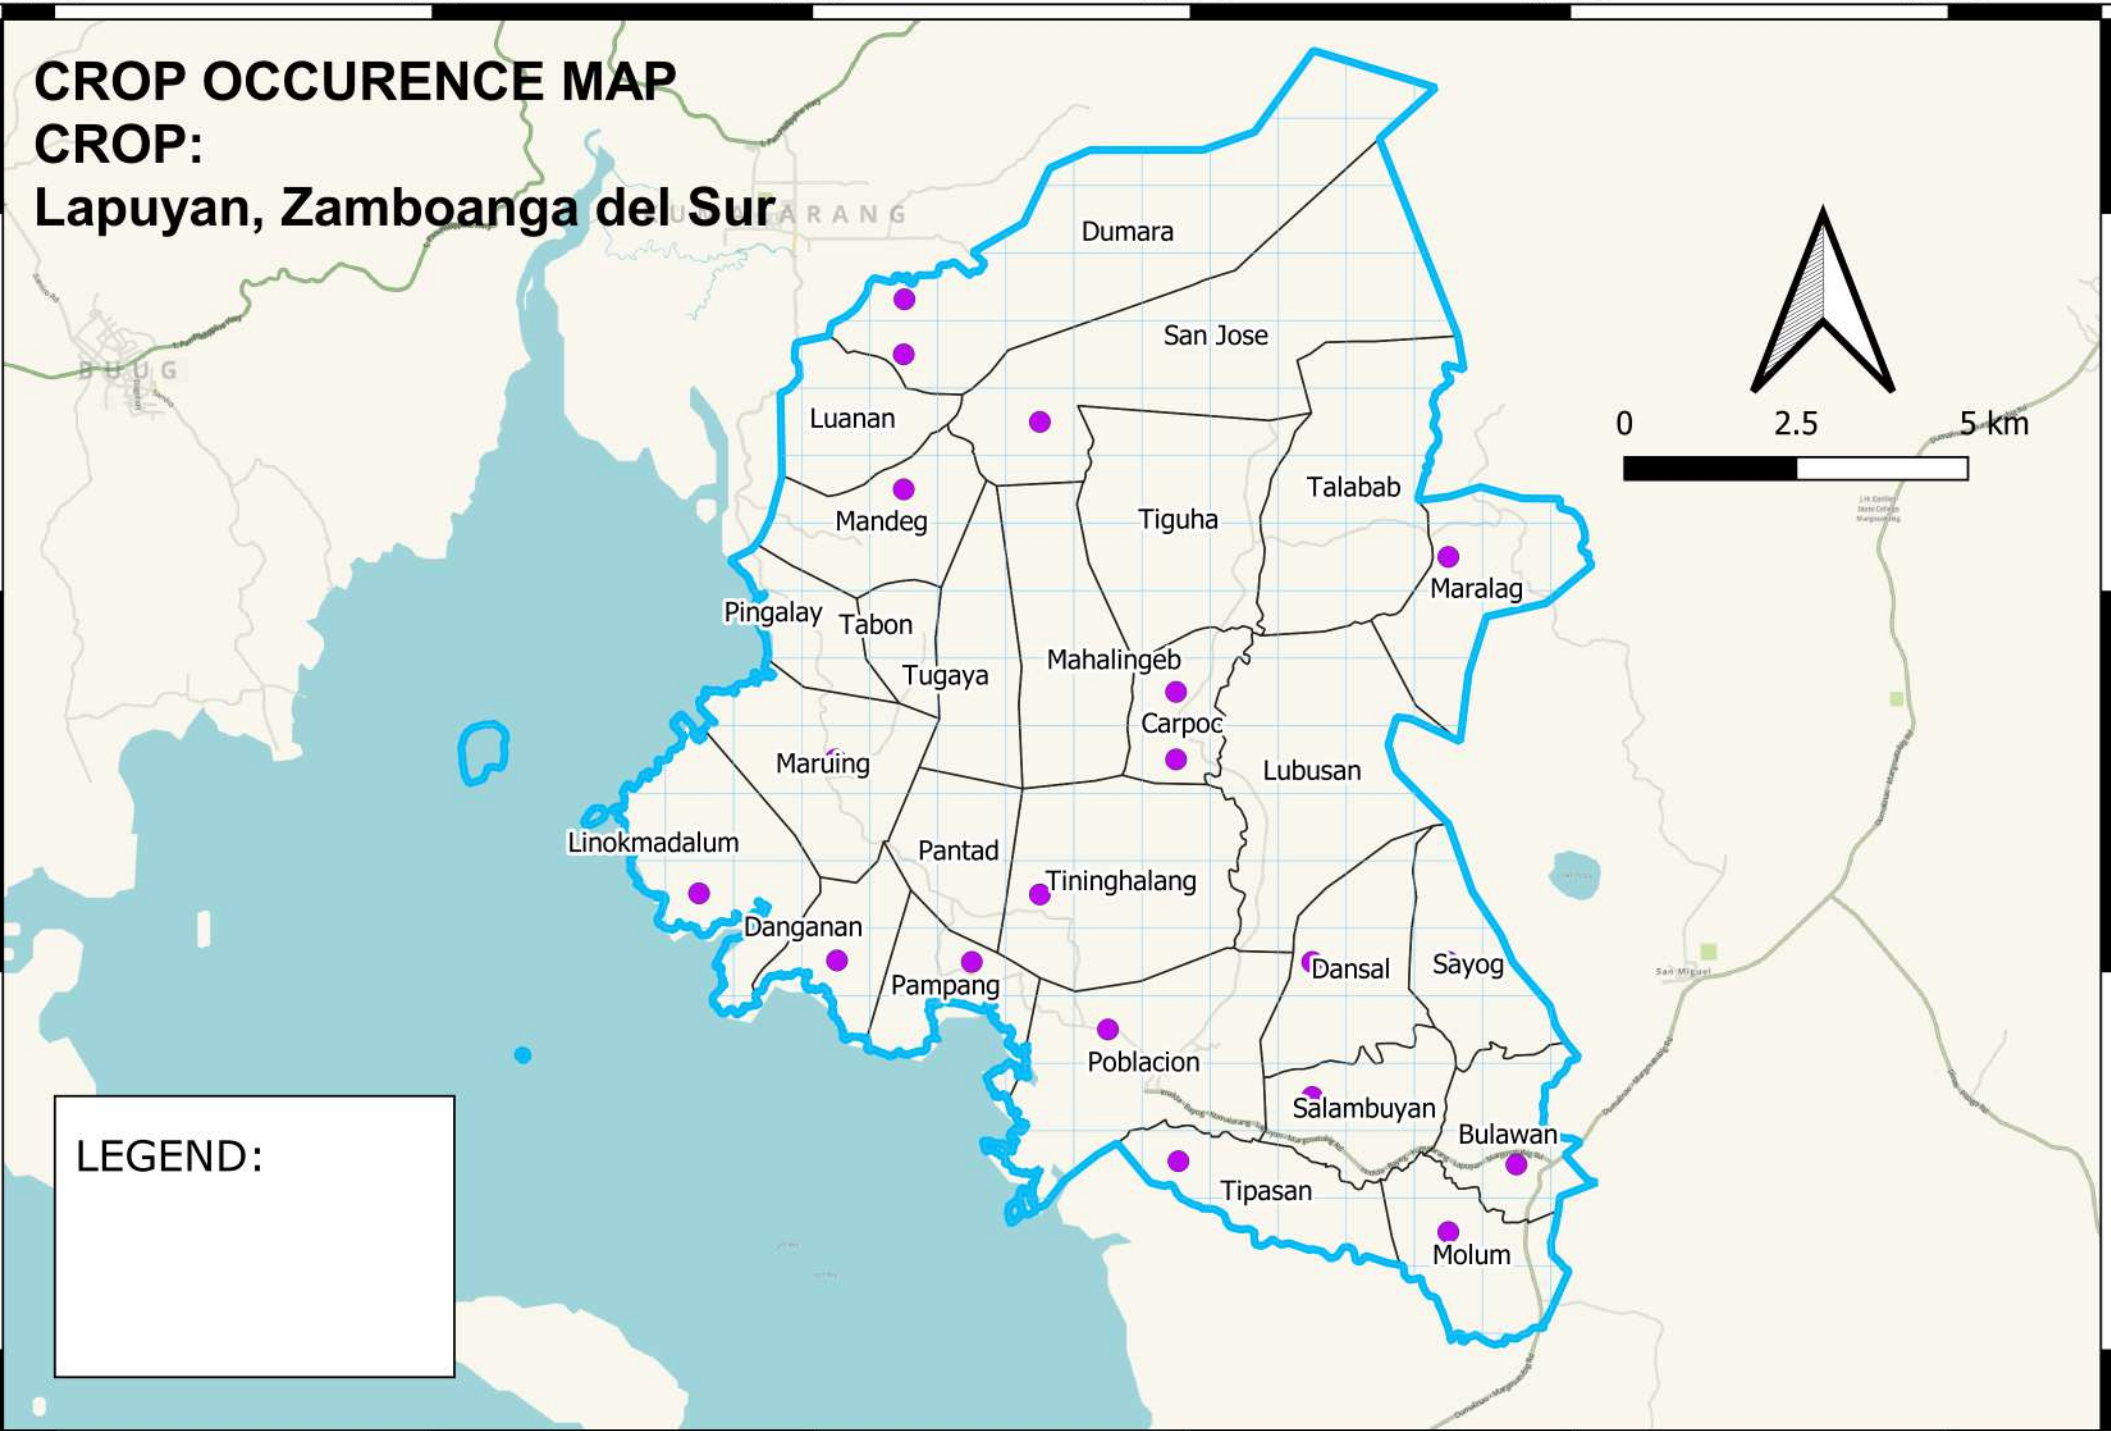 CROP OCCURENCE MAP
CROP:
Lapuyan, Zamboanga del Sur
BUUG
Dumara
San Jose
0 2.5 5 km
Luanan
Talabab
Mandeg
Tiguha
Maralag
Pingalay
Tabon
Mahalingeb
Tugaya
Carpoc
Maruing
Lubusan
Linokmadalum
Pantad
Tininghalang
Danganan
Dansal
Sayog
San Miguel
Pampang
Poblacion
Salambuyan
Bulawan
LEGEND:
Tipasan
Molum